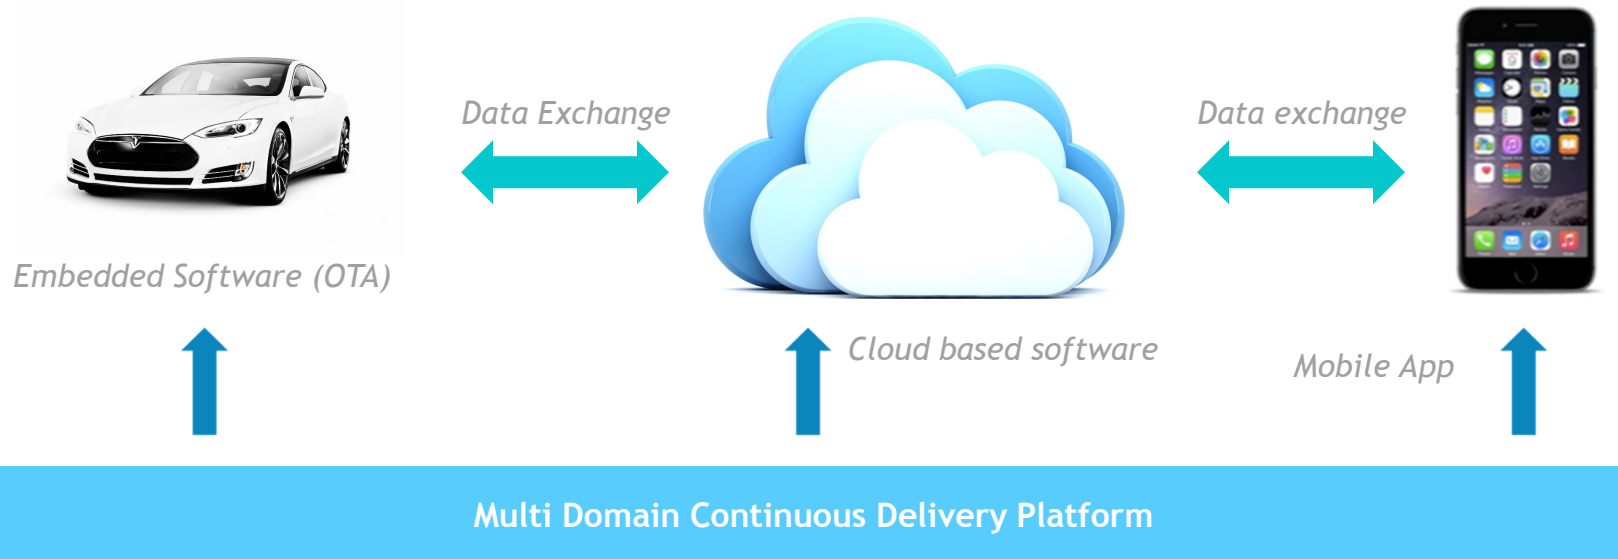 Data Exchange
Data exchange
Embedded Software (OTA)
Cloud based software
Mobile App
Multi Domain Continuous Delivery Platform